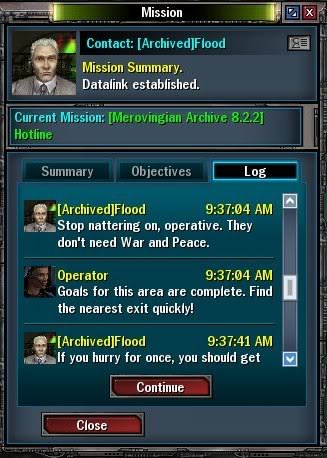 Mission
Contact: [Archived]Flood
Mission Summary.
Datalink established.
Current Mission: [Merovingian Archive 8.2.2]
Hotline
Summary
Objectives
Log
[Archived]Flood 9:37:04 AM
Stop nattering on, operative. They
don't need War and Peace.
Operator 9:37:04 AM
Goals for this area are complete. Find
the nearest exit quickly!
[Archived]Flood 9:37:41 AM
If you hurry for once, you should get
Continue
Close